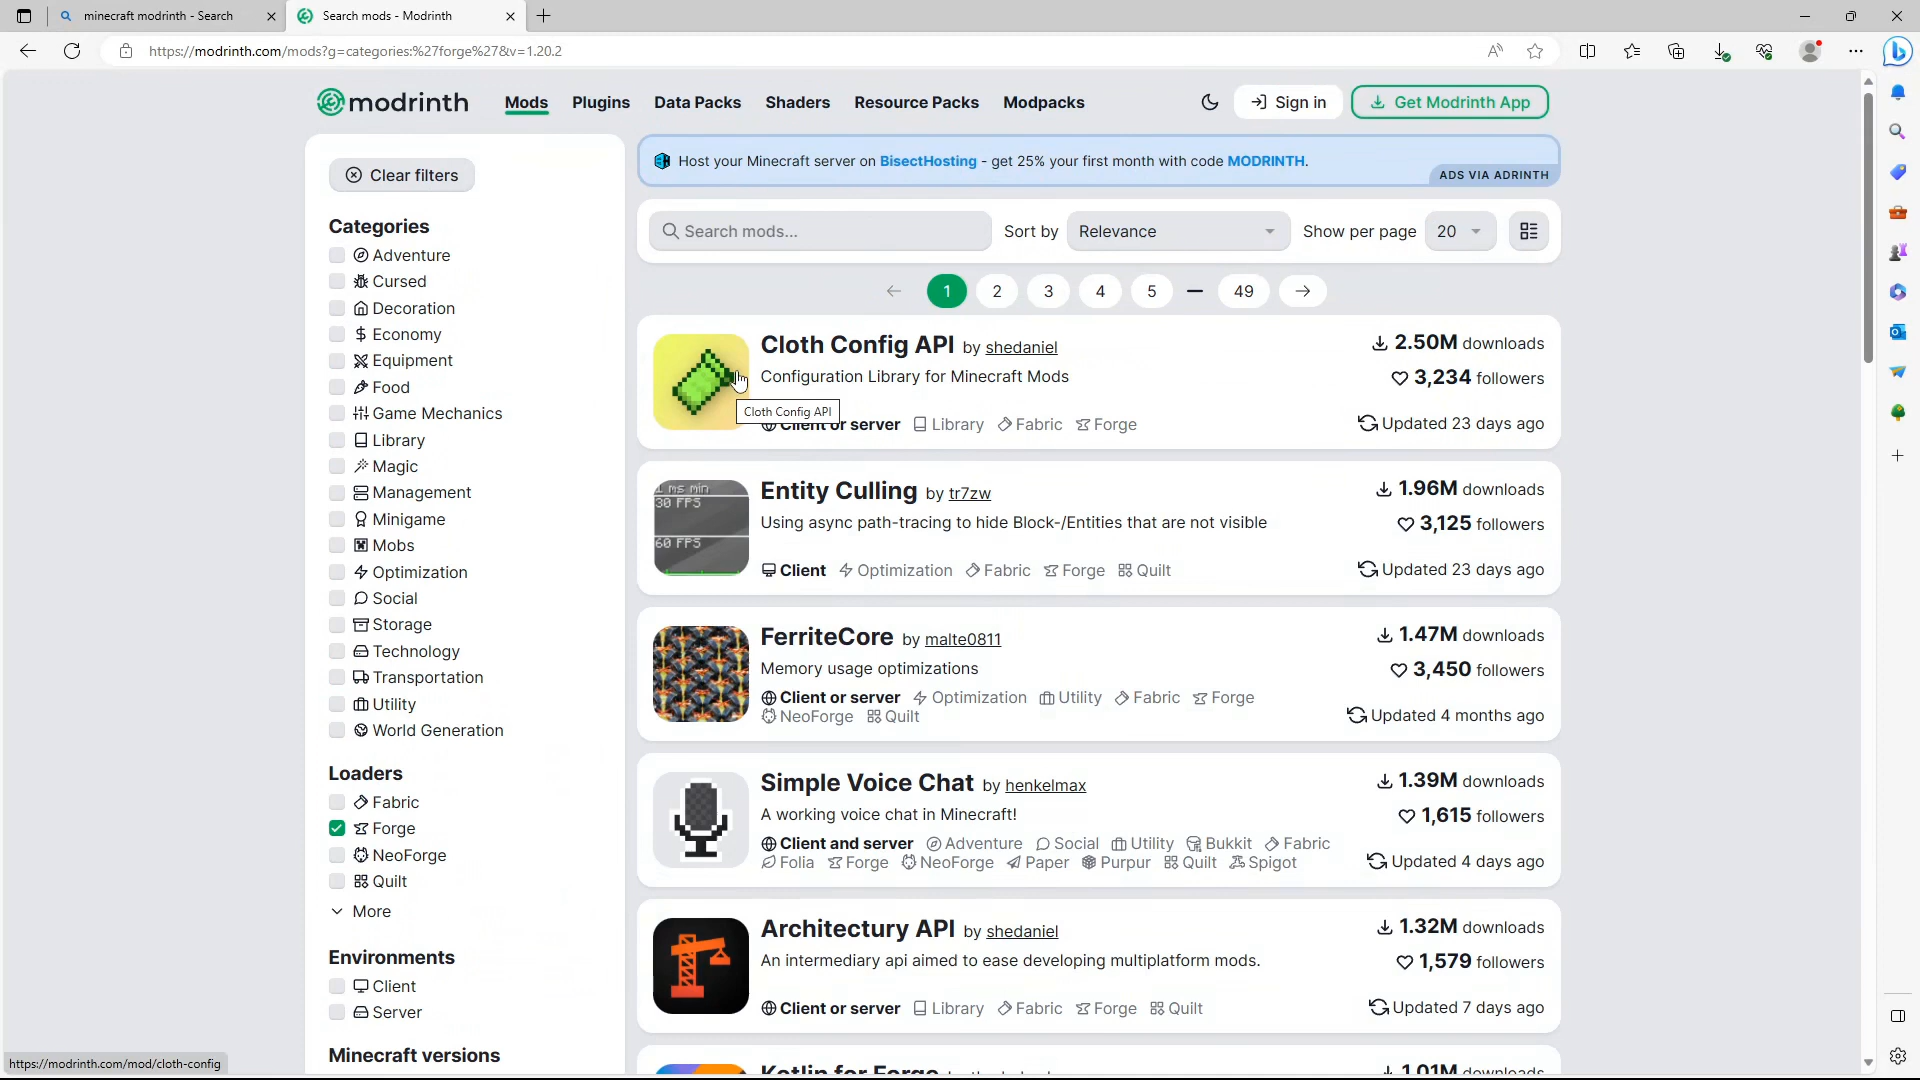 minecraft modrinth - Search
Search mods - Modrinth
https://modrinth.com/mods?g=categories:%27forge%27&v=1.20.2
modrinth
Mods
Plugins
Data Packs
Shaders
Resource Packs
Modpacks
Sign in
Get Modrinth App
Clear filters
Categories
Adventure
Cursed
Decoration
Economy
Equipment
Food
Game Mechanics
Library
Magic
Management
Minigame
Mobs
Optimization
Social
Storage
Technology
Transportation
Utility
World Generation
Loaders
Fabric
Forge
NeoForge
Quilt
More
Environments
Client
Server
Minecraft versions
Host your Minecraft server on BisectHosting - get 25% your first month with code MODRINTH.
ADS VIA ADRINTH
Search mods...
Sort by
Relevance
Show per page
20
1
2
3
4
5
49
Cloth Config API by shedaniel
Configuration Library for Minecraft Mods
Cloth Config API
Client or server Library Fabric Forge
2.50M downloads
3,234 followers
Updated 23 days ago
1 ms min
30 FPS
60 FPS
Entity Culling by tr7zw
Using async path-tracing to hide Block-/Entities that are not visible
Client Optimization Fabric Forge Quilt
1.96M downloads
3,125 followers
Updated 23 days ago
FerriteCore by malte0811
Memory usage optimizations
Client or server Optimization Utility Fabric Forge
NeoForge Quilt
1.47M downloads
3,450 followers
Updated 4 months ago
Simple Voice Chat by henkelmax
A working voice chat in Minecraft!
Client and server Adventure Social Utility Bukkit Fabric
Folia Forge NeoForge Paper Purpur Quilt Spigot
1.39M downloads
1,615 followers
Updated 4 days ago
Architectury API by shedaniel
An intermediary api aimed to ease developing multiplatform mods.
Client or server Library Fabric Forge Quilt
1.32M downloads
1,579 followers
Updated 7 days ago
Kotlin for Forge
1.01M downloads
https://modrinth.com/mod/cloth-config